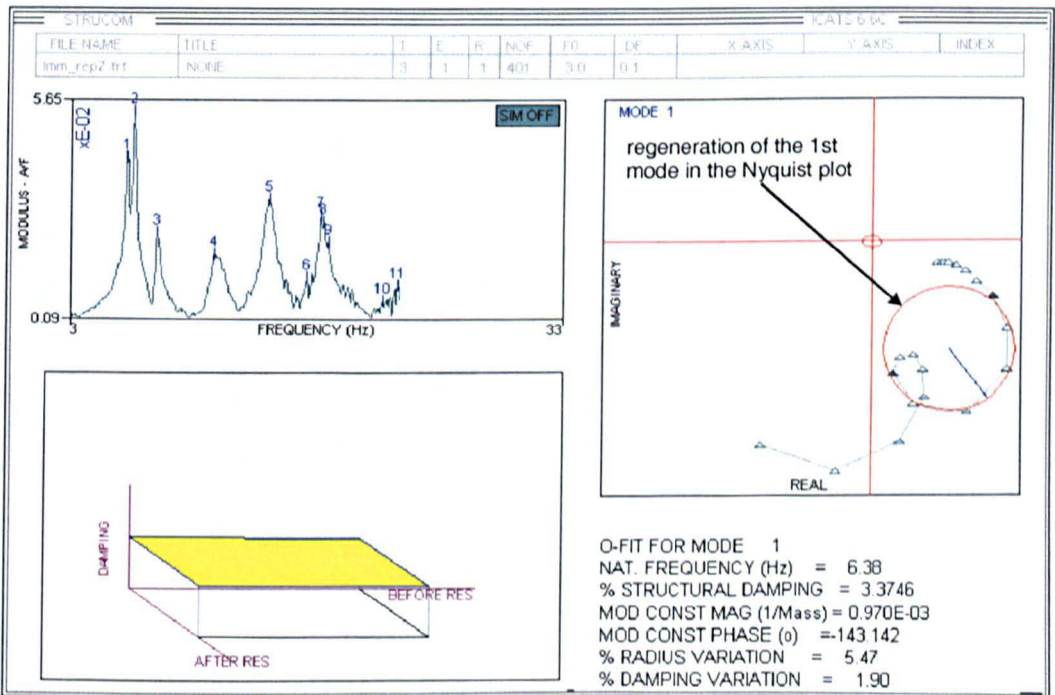 STRUCOM
ICATS 6.60
FILE NAME TITLE T E R NOF F0 DF X AXIS Y AXIS INDEX
NONE 3 1 1 401 3.0 0.1
5.65
xE-02
MODULUS - A/F
0.09
SIM OFF
1
2
3
4
5
6
7
8
9
10
11
3
FREQUENCY (Hz)
33
MODE 1
regeneration of the 1st
mode in the Nyquist plot
IMAGINARY
REAL
DAMPING
BEFORE RES
AFTER RES
O-FIT FOR MODE 1
NAT. FREQUENCY (Hz) = 6.38
% STRUCTURAL DAMPING = 3.3746
MOD CONST MAG (1/Mass) = 0.970E-03
MOD CONST PHASE (o) =-143.142
% RADIUS VARIATION = 5.47
% DAMPING VARIATION = 1.90